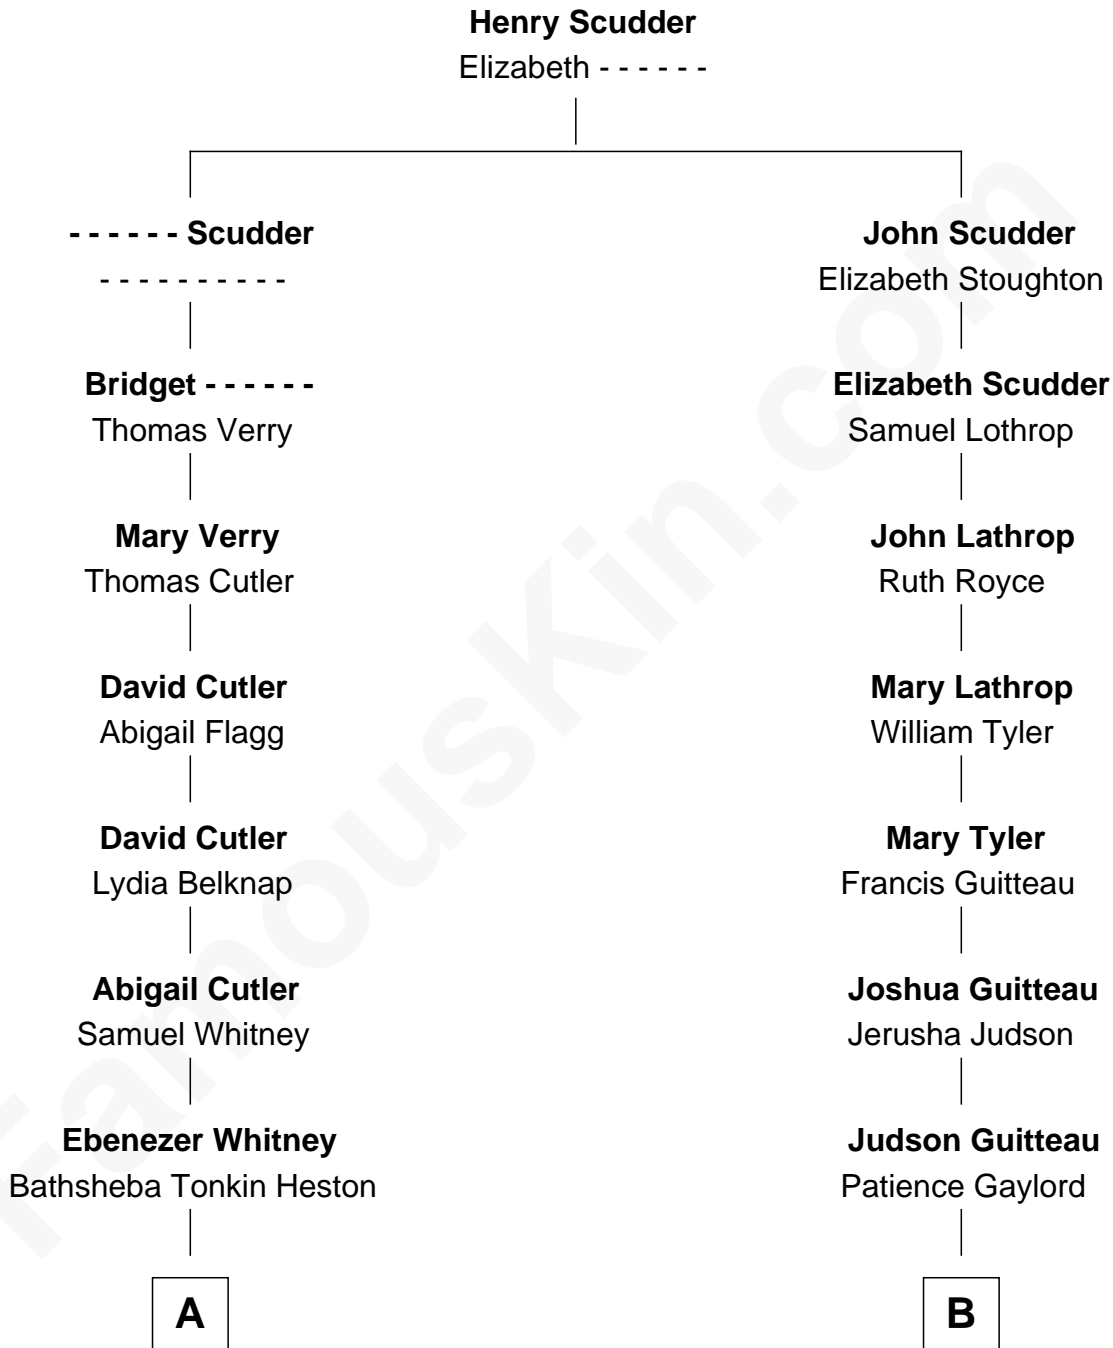 Henry Scudder
Elizabeth - - - - - -
- - - - - - Scudder
- - - - - - - - - -
John Scudder
Elizabeth Stoughton
Bridget - - - - - -
Thomas Verry
Elizabeth Scudder
Samuel Lothrop
Mary Verry
Thomas Cutler
John Lathrop
Ruth Royce
David Cutler
Abigail Flagg
Mary Lathrop
William Tyler
David Cutler
Lydia Belknap
Mary Tyler
Francis Guitteau
Abigail Cutler
Samuel Whitney
Joshua Guitteau
Jerusha Judson
Ebenezer Whitney
Bathsheba Tonkin Heston
Judson Guitteau
Patience Gaylord
A
B
FamousKin.com